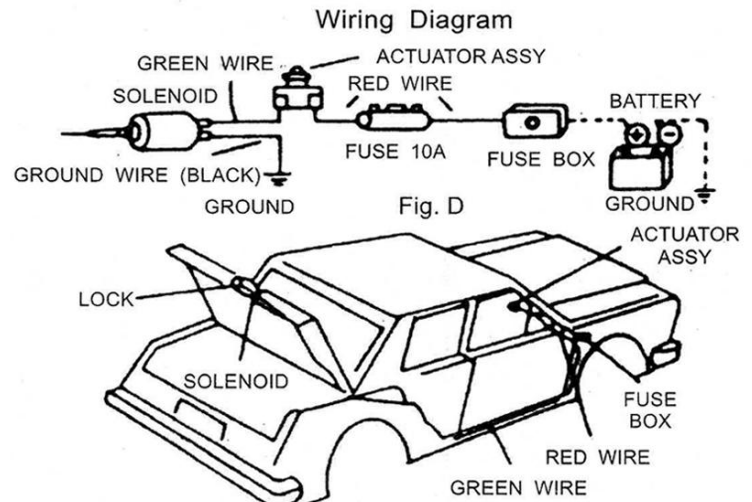 Wiring Diagram
GREEN WIRE
ACTUATOR ASSY
RED WIRE
SOLENOID
BATTERY
FUSE 10A
FUSE BOX
GROUND WIRE (BLACK)
GROUND
Fig. D
GROUND
ACTUATOR
ASSY
LOCK
SOLENOID
FUSE
BOX
RED WIRE
GREEN WIRE